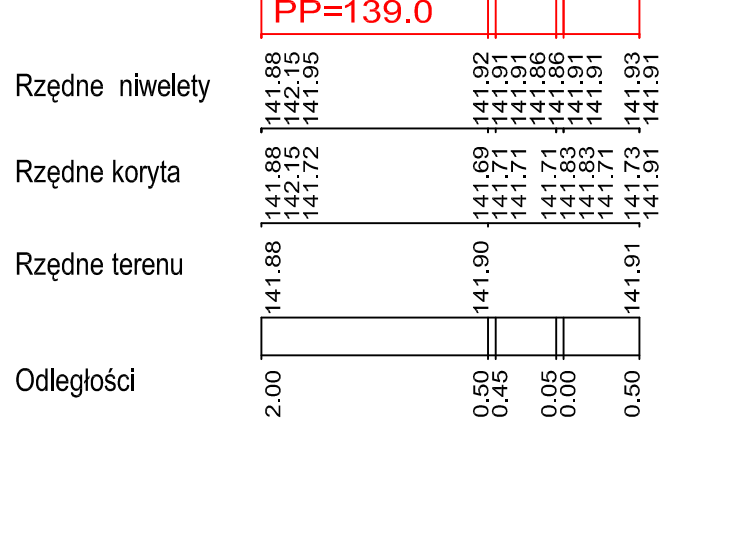 PP=139.0
Rzędne niwelety 141.88 142.15 141.95 141.92 141.91 141.91 141.86 141.86 141.91 141.91 141.93 141.91
Rzędne koryta 141.88 142.15 141.72 141.69 141.71 141.71 141.71 141.83 141.83 141.71 141.73 141.91
Rzędne terenu 141.88 141.90 141.91
Odległości 2.00 0.50 0.45 0.05 0.00 0.50